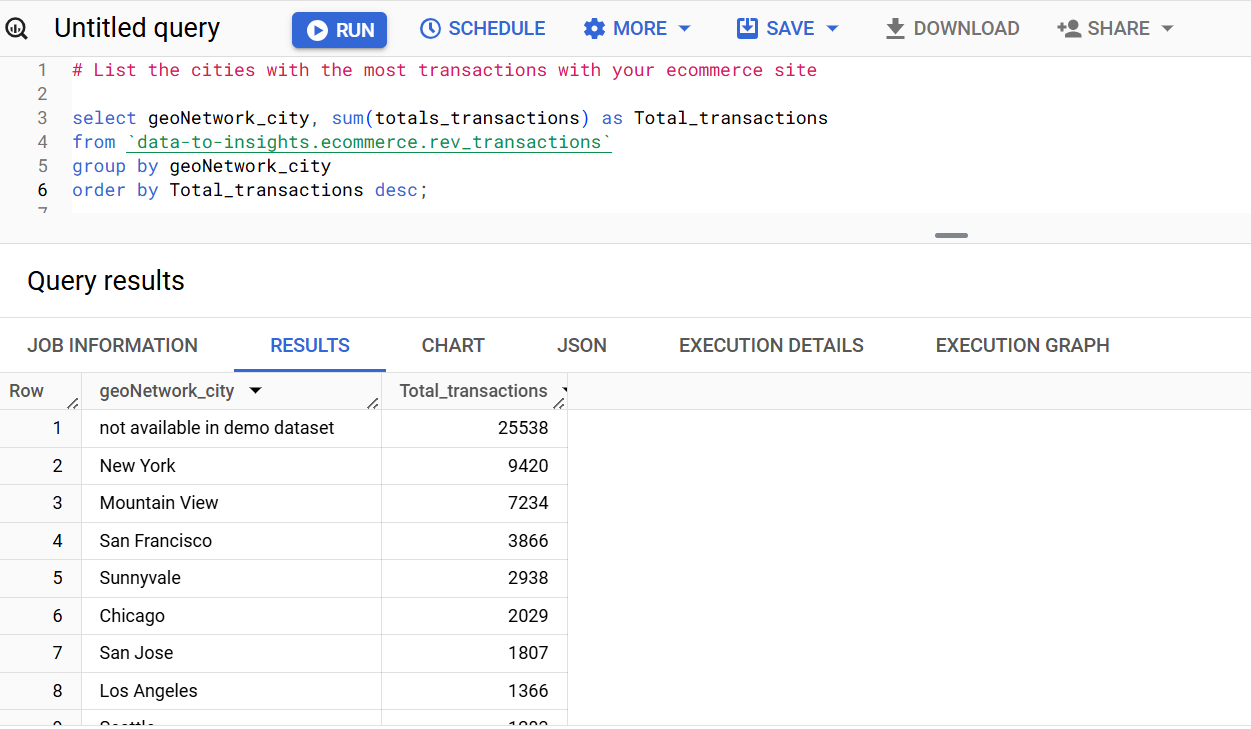 Untitled query RUN SCHEDULE MORE SAVE DOWNLOAD SHARE
1 # List the cities with the most transactions with your ecommerce site
2
3 select geoNetwork_city, sum(totals_transactions) as Total_transactions
4 from `data-to-insights.ecommerce.rev_transactions`
5 group by geoNetwork_city
6 order by Total_transactions desc;
7
Query results
JOB INFORMATION RESULTS CHART JSON EXECUTION DETAILS EXECUTION GRAPH
Row geoNetwork_city Total_transactions
1 not available in demo dataset 25538
2 New York 9420
3 Mountain View 7234
4 San Francisco 3866
5 Sunnyvale 2938
6 Chicago 2029
7 San Jose 1807
8 Los Angeles 1366
9 Seattle